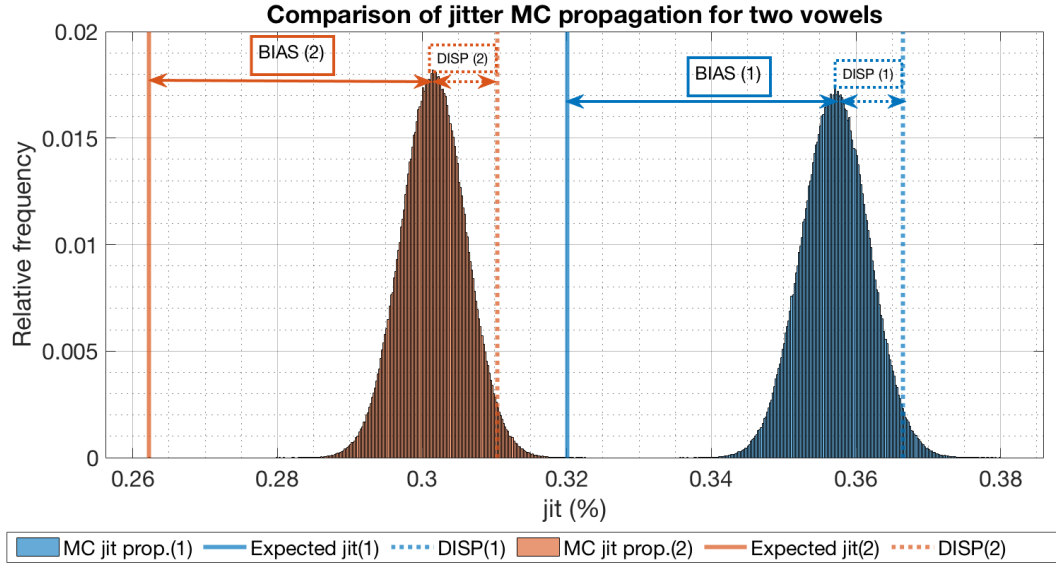 Comparison of jitter MC propagation for two vowels
0.02
0.015
0.01
0.005
0
Relative frequency
BIAS (2)
DISP (2)
BIAS (1)
DISP (1)
0.26 0.28 0.3 0.32 0.34 0.36 0.38
jit (%)
MC jit prop.(1) Expected jit(1) DISP(1) MC jit prop.(2) Expected jit(2) DISP(2)